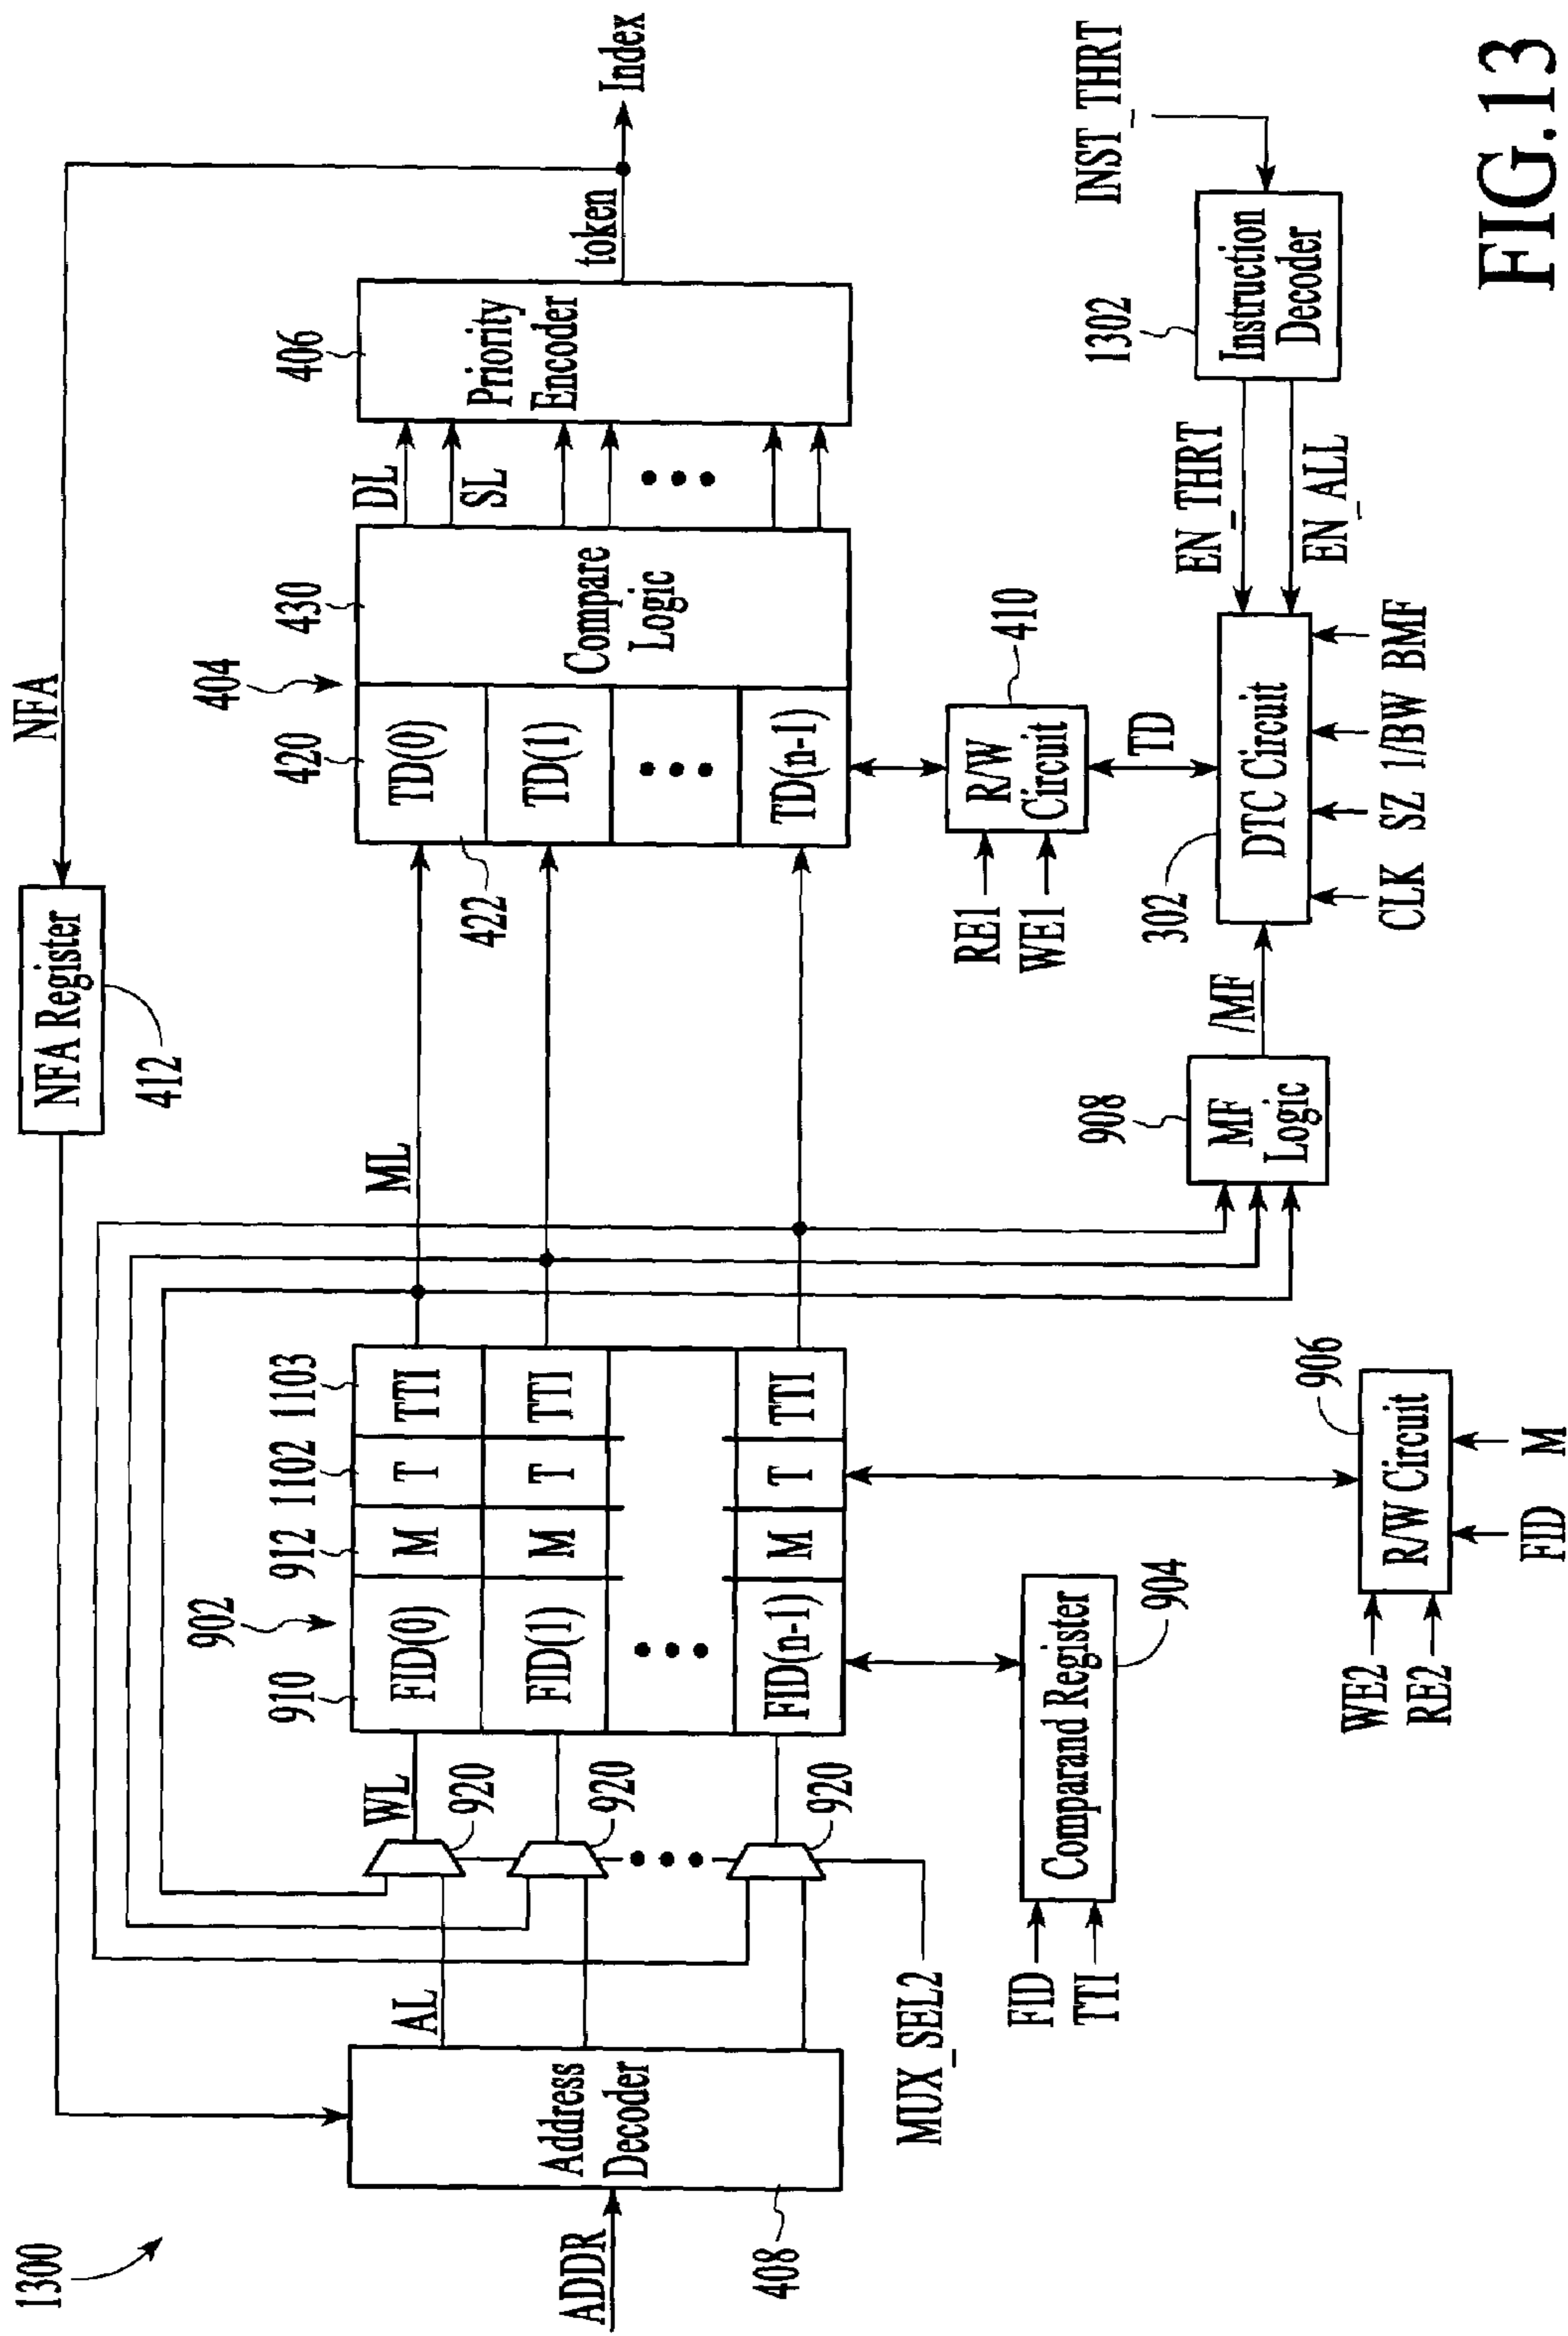 1300
NFA
NFA Register
412
ADDR
Address
Decoder
408
AL
MUX_SEL2
WL
920
920
920
902
910
912
1102
1103
FID(0)
M
T
TTI
FID(1)
M
T
TTI
FID(n-1)
M
T
TTI
ML
404
420
430
TD(0)
TD(1)
TD(n-1)
422
Compare
Logic
DL
SL
406
Priority
Encoder
token
Index
FID
TTI
Comparand Register
904
906
R/W Circuit
WE2
RE2
FID
M
908
MF
Logic
/MF
RE1
WE1
R/W
Circuit
410
TD
302
DTC Circuit
CLK
SZ
1/BW
BMF
EN_THRT
EN_ALL
1302
Instruction
Decoder
INST_THRT
FIG.13